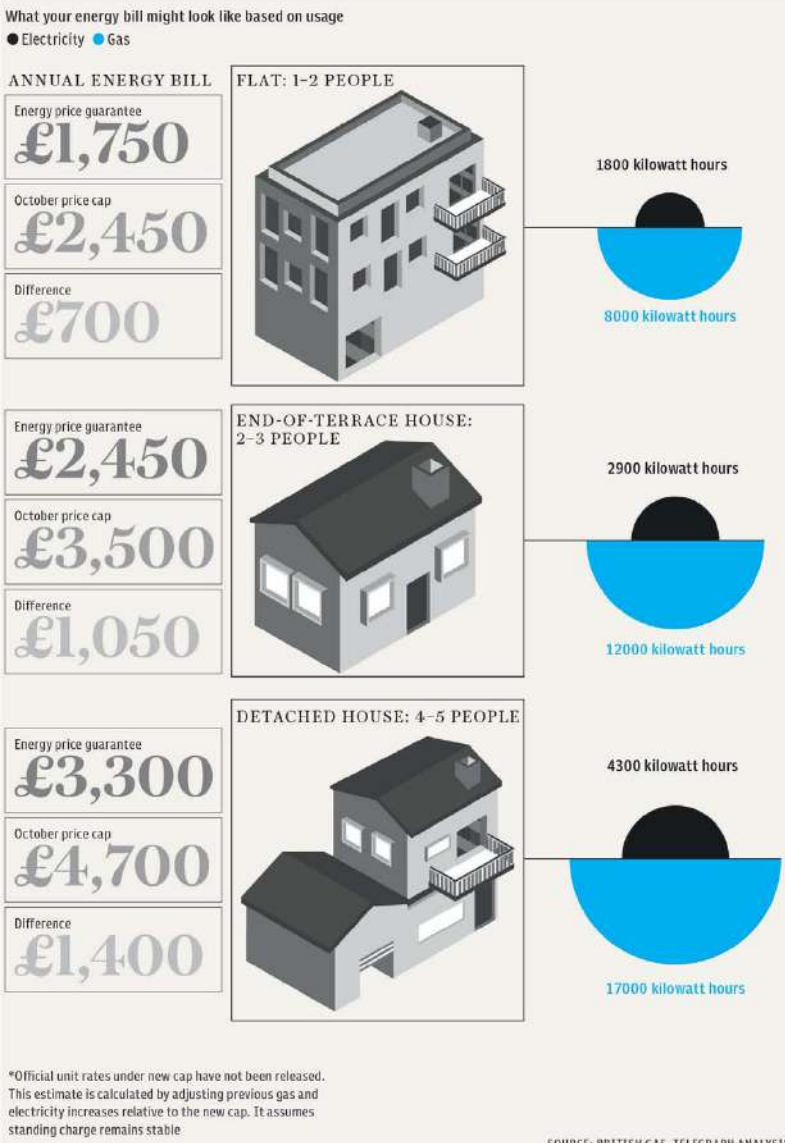 What your energy bill might look like based on usage
Electricity Gas
ANNUAL ENERGY BILL
FLAT: 1-2 PEOPLE
Energy price guarantee
£1,750
October price cap
£2,450
Difference
£700
1800 kilowatt hours
8000 kilowatt hours
END-OF-TERRACE HOUSE:
2-3 PEOPLE
Energy price guarantee
£2,450
October price cap
£3,500
Difference
£1,050
2900 kilowatt hours
12000 kilowatt hours
DETACHED HOUSE: 4-5 PEOPLE
Energy price guarantee
£3,300
October price cap
£4,700
Difference
£1,400
4300 kilowatt hours
17000 kilowatt hours
*Official unit rates under new cap have not been released.
This estimate is calculated by adjusting previous gas and
electricity increases relative to the new cap. It assumes
standing charge remains stable
SOURCE: BRITISH GAS, TELEGRAPH ANALYSIS